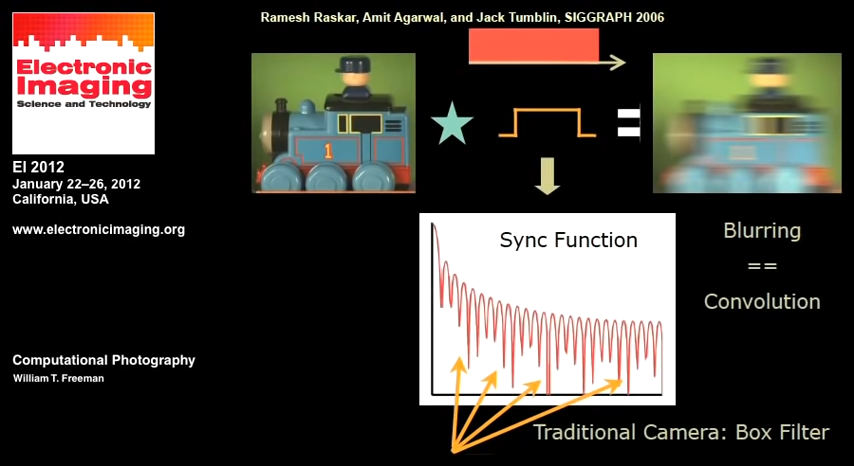 Ramesh Raskar, Amit Agarwal, and Jack Tumblin, SIGGRAPH 2006
Electronic
Imaging
Science and Technology
EI 2012
January 22–26, 2012
California, USA
www.electronicimaging.org
Computational Photography
William T. Freeman
1
=
Sync Function
Blurring
==
Convolution
Traditional Camera: Box Filter